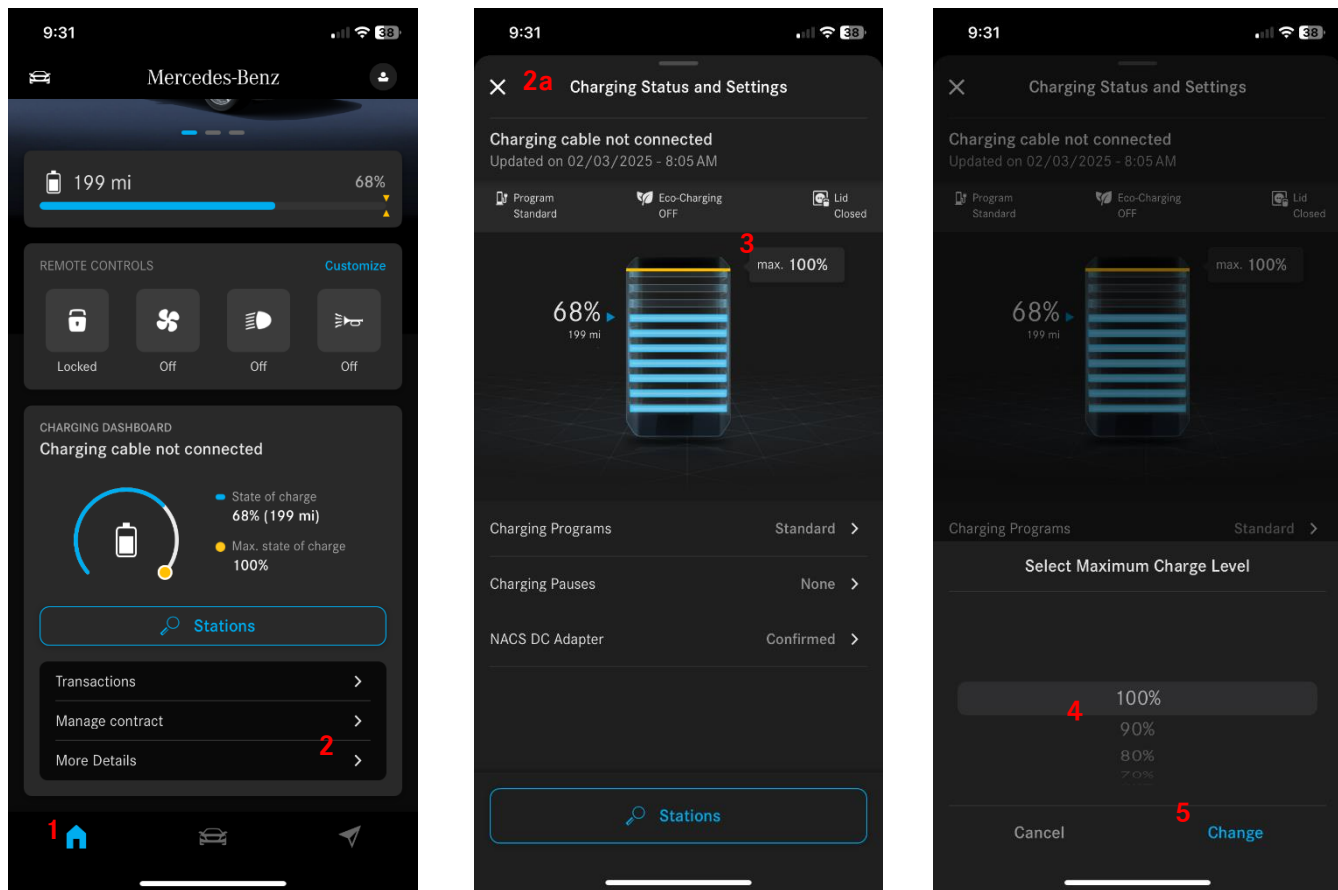 9:31
38
Mercedes-Benz
199 mi
68%
REMOTE CONTROLS
Customize
Locked
Off
Off
Off
CHARGING DASHBOARD
Charging cable not connected
State of charge
68% (199 mi)
Max. state of charge
100%
Stations
Transactions
Manage contract
2
More Details
1
9:31
38
2a
Charging Status and Settings
Charging cable not connected
Updated on 02/03/2025 - 8:05 AM
Program
Standard
Eco-Charging
OFF
Lid
Closed
3
max. 100%
68%
199 mi
Charging Programs
Standard
Charging Pauses
None
NACS DC Adapter
Confirmed
Stations
9:31
38
Charging Status and Settings
Charging cable not connected
Updated on 02/03/2025 - 8:05 AM
Program
Standard
Eco-Charging
OFF
Lid
Closed
max. 100%
68%
199 mi
Charging Programs
Standard
Select Maximum Charge Level
100%
4
90%
80%
70%
5
Cancel
Change